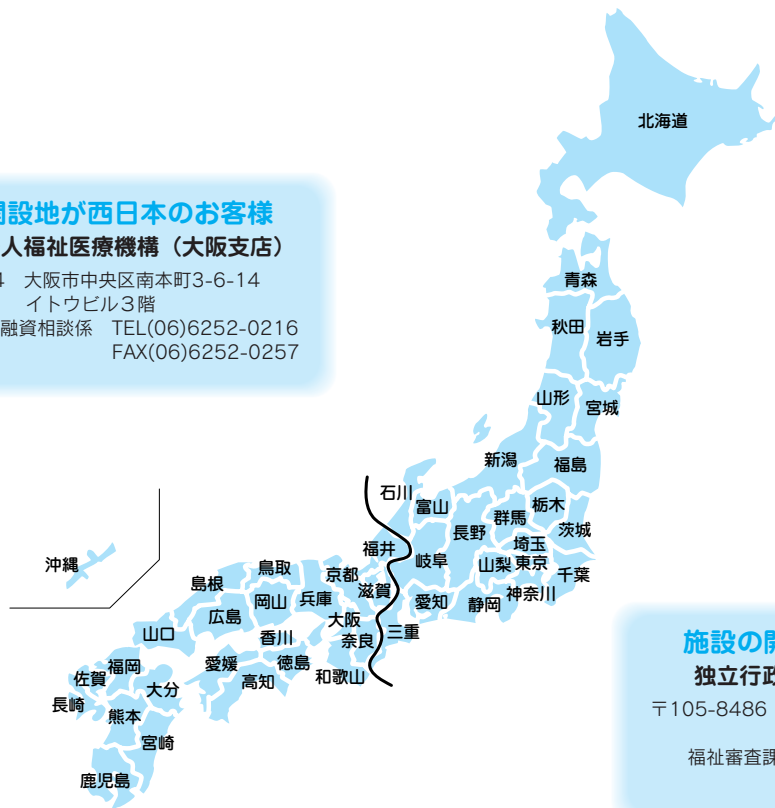 北海道
開設地が西日本のお客様
人福祉医療機構（大阪支店）
4　大阪市中央区南本町3-6-14
イトウビル３階
融資相談係　TEL(06)6252-0216
FAX(06)6252-0257
青森
秋田
岩手
山形
宮城
新潟
福島
石川
富山
栃木
群馬
茨城
長野
埼玉
福井
岐阜
山梨
東京
千葉
沖縄
鳥取
京都
島根
滋賀
神奈川
岡山
兵庫
愛知
静岡
広島
大阪
山口
香川
奈良
三重
愛媛
徳島
福岡
和歌山
佐賀
高知
大分
長崎
熊本
宮崎
鹿児島
施設の開
独立行政
〒105-8486
福祉審査課